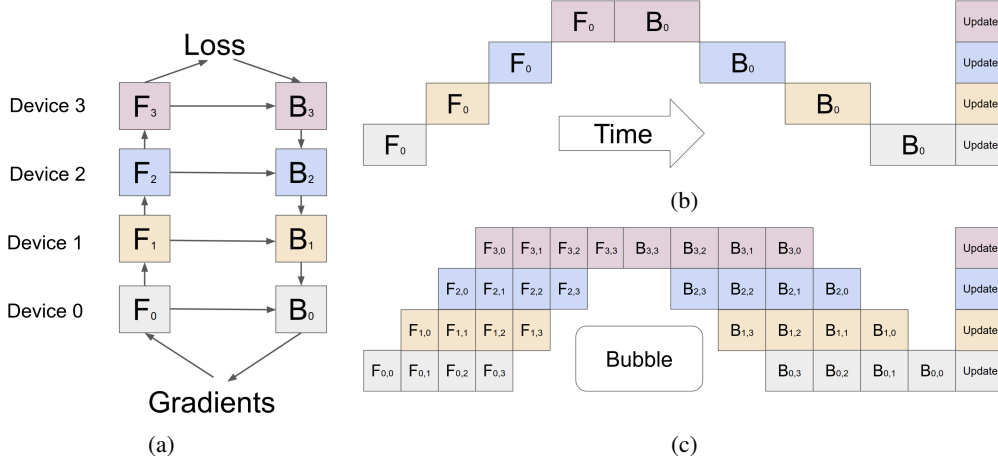 Loss
Device 3 F3 B3
Device 2 F2 B2
Device 1 F1 B1
Device 0 F0 B0
Gradients
(a)
F0 B0 Update
F0 B0 Update
F0 B0 Update
F0 Time B0 Update
(b)
F3,0 F3,1 F3,2 F3,3 B3,3 B3,2 B3,1 B3,0 Update
F2,0 F2,1 F2,2 F2,3 B2,3 B2,2 B2,1 B2,0 Update
F1,0 F1,1 F1,2 F1,3 B1,3 B1,2 B1,1 B1,0 Update
Bubble
F0,0 F0,1 F0,2 F0,3 B0,3 B0,2 B0,1 B0,0 Update
(c)